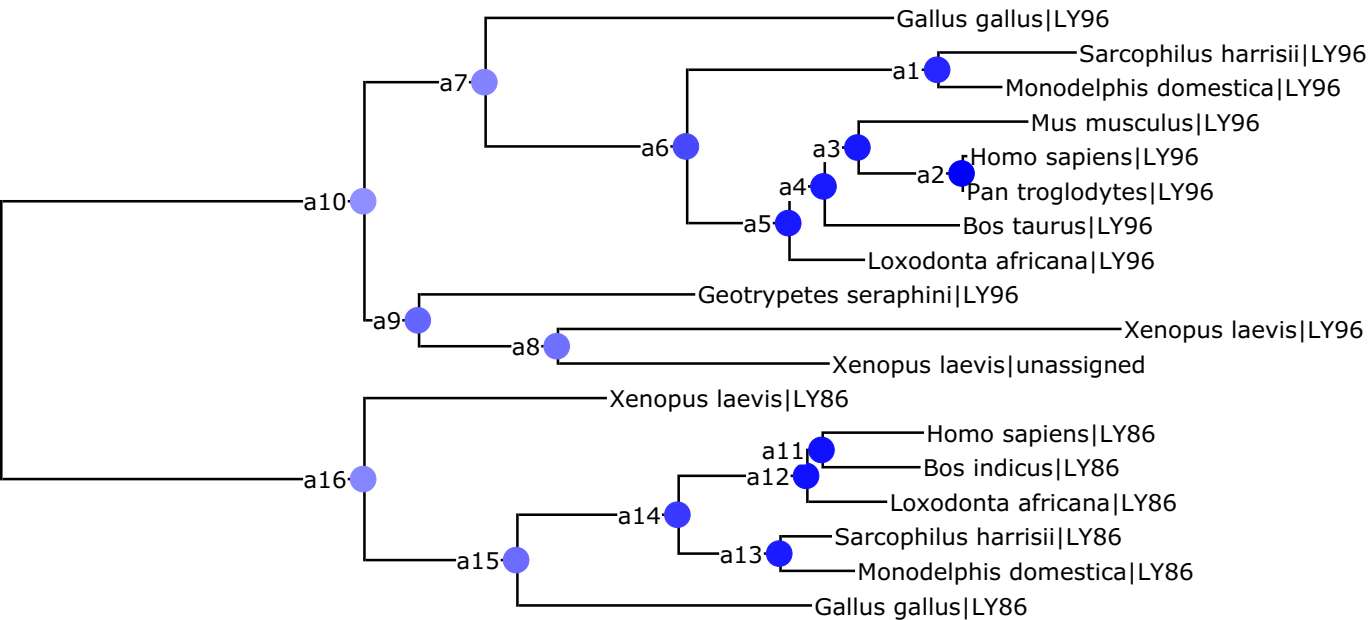 Gallus gallus|LY96
Sarcophilus harrisii|LY96
a1
a7
Monodelphis domestica|LY96
Mus musculus|LY96
a3
a6
Homo sapiens|LY96
a2
a4
Pan troglodytes|LY96
a10
a5
Bos taurus|LY96
Loxodonta africana|LY96
Geotrypetes seraphini|LY96
a9
Xenopus laevis|LY96
a8
Xenopus laevis|unassigned
Xenopus laevis|LY86
Homo sapiens|LY86
a11
Bos indicus|LY86
a12
a16
Loxodonta africana|LY86
a14
Sarcophilus harrisii|LY86
a13
a15
Monodelphis domestica|LY86
Gallus gallus|LY86